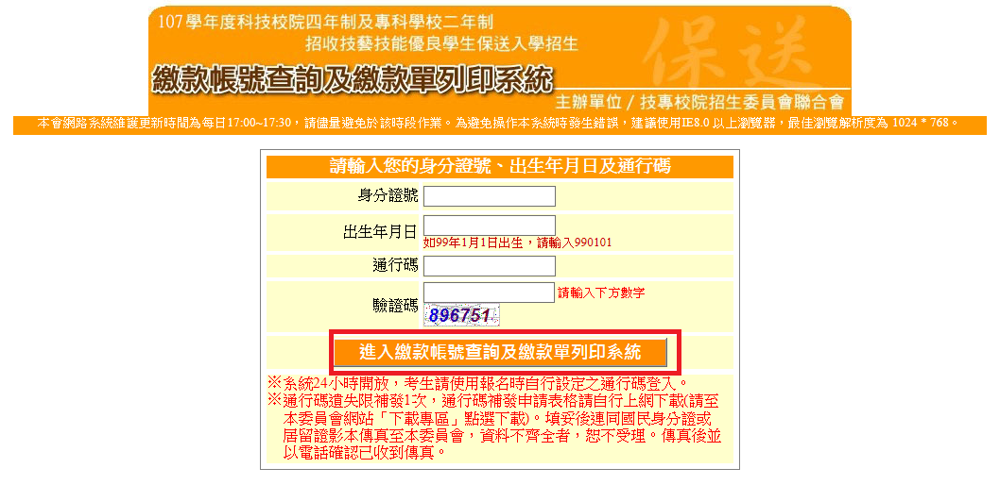 107學年度科技校院四年制及專科學校二年制
招收技藝技能優良學生保送入學招生
保送
繳款帳號查詢及繳款單列印系統
主辦單位 / 技專校院招生委員會聯合會
本會網路系統維護更新時間為每日17:00~17:30，請儘量避免於該時段作業。為避免操作本系統時發生錯誤，建議使用IE8.0 以上瀏覽器，最佳瀏覽解析度為 1024 * 768。
請輸入您的身分證號、出生年月日及通行碼
身分證號
出生年月日
如99年1月1日出生，請輸入990101
通行碼
驗證碼 請輸入下方數字
896751
進入繳款帳號查詢及繳款單列印系統
※系統24小時開放，考生請使用報名時自行設定之通行碼登入。
※通行碼遺失限補發1次，通行碼補發申請表格請自行上網下載(請至
本委員會網站「下載專區」點選下載)。填妥後連同國民身分證或
居留證影本傳真至本委員會，資料不齊全者，恕不受理。傳真後並
以電話確認已收到傳真。